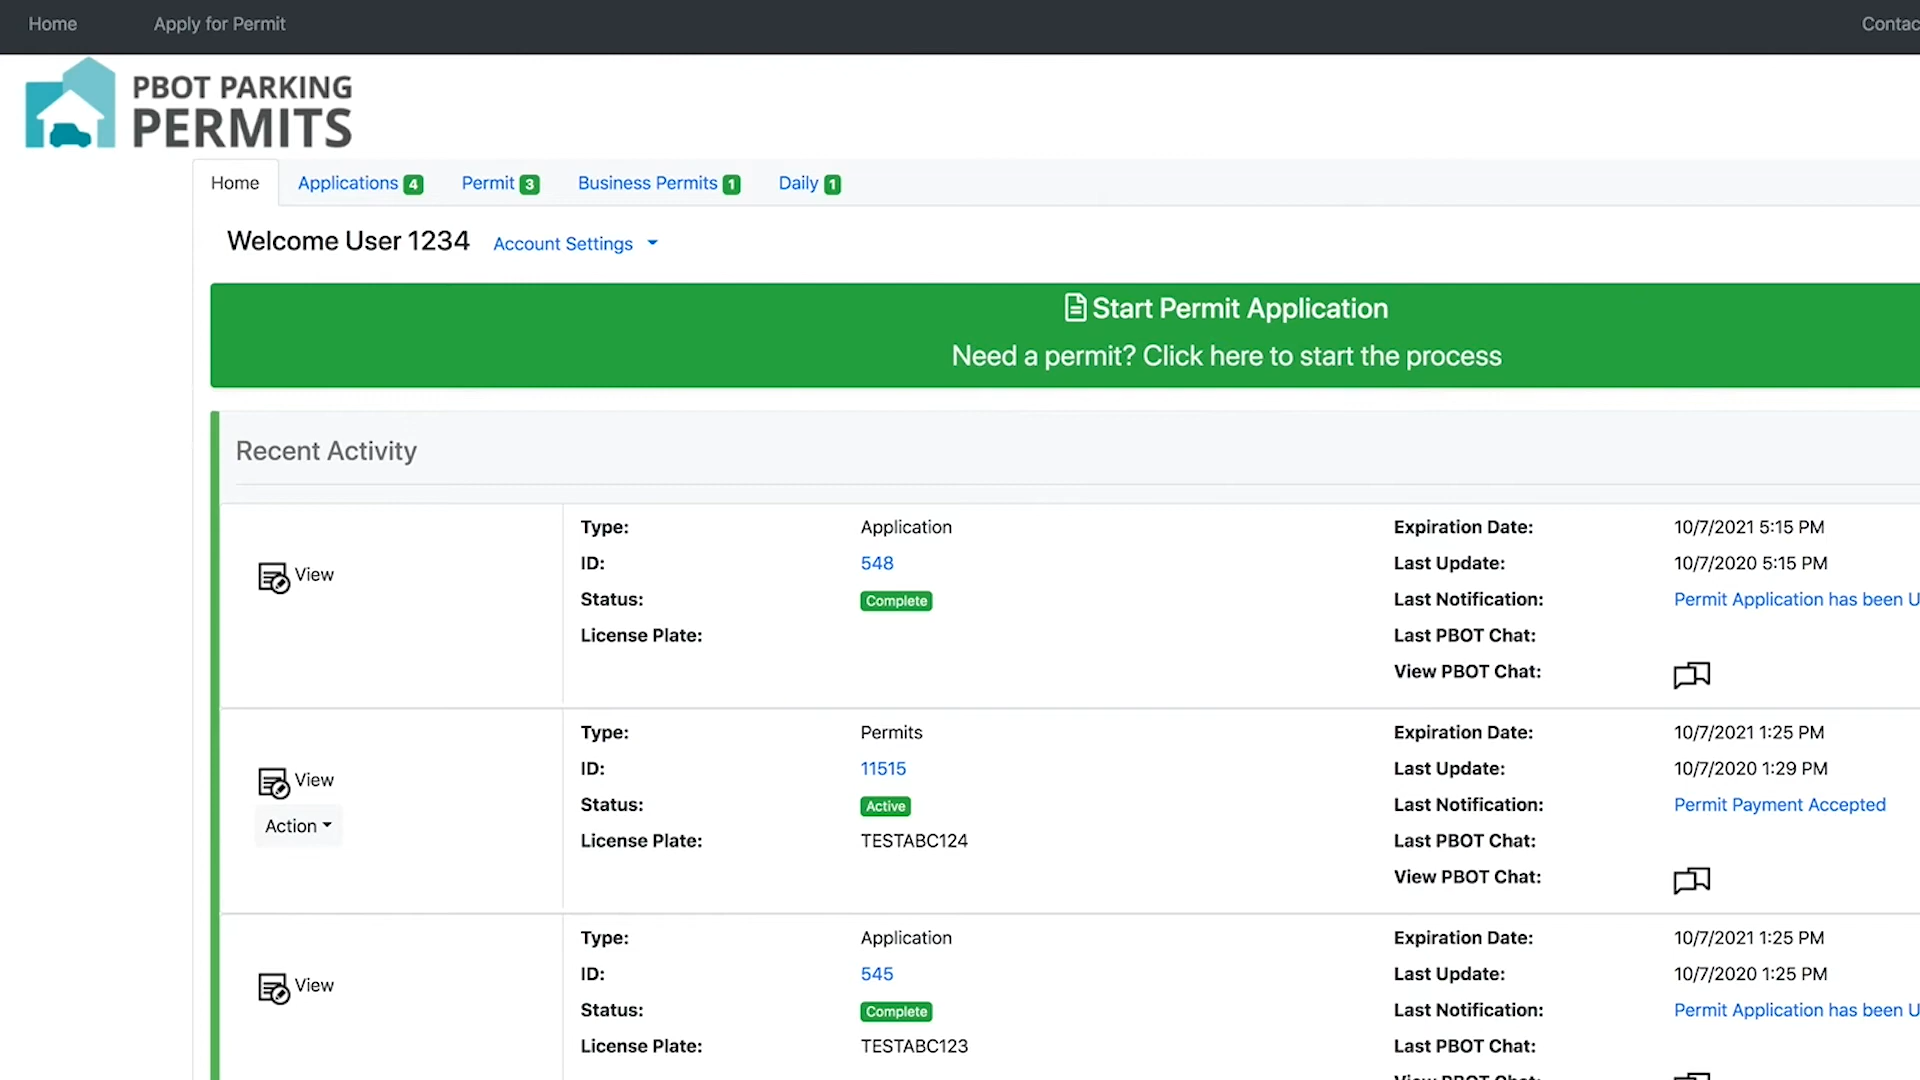 Home Apply for Permit Contac
PBOT PARKING
PERMITS
Home Applications 4 Permit 3 Business Permits 1 Daily 1
Welcome User 1234 Account Settings
Start Permit Application
Need a permit? Click here to start the process
Recent Activity
View
Type: Application
ID: 548
Status: Complete
License Plate:
Expiration Date: 10/7/2021 5:15 PM
Last Update: 10/7/2020 5:15 PM
Last Notification: Permit Application has been U
Last PBOT Chat:
View PBOT Chat:
View
Action
Type: Permits
ID: 11515
Status: Active
License Plate: TESTABC124
Expiration Date: 10/7/2021 1:25 PM
Last Update: 10/7/2020 1:29 PM
Last Notification: Permit Payment Accepted
Last PBOT Chat:
View PBOT Chat:
View
Type: Application
ID: 545
Status: Complete
License Plate: TESTABC123
Expiration Date: 10/7/2021 1:25 PM
Last Update: 10/7/2020 1:25 PM
Last Notification: Permit Application has been U
Last PBOT Chat:
View PBOT Chat: